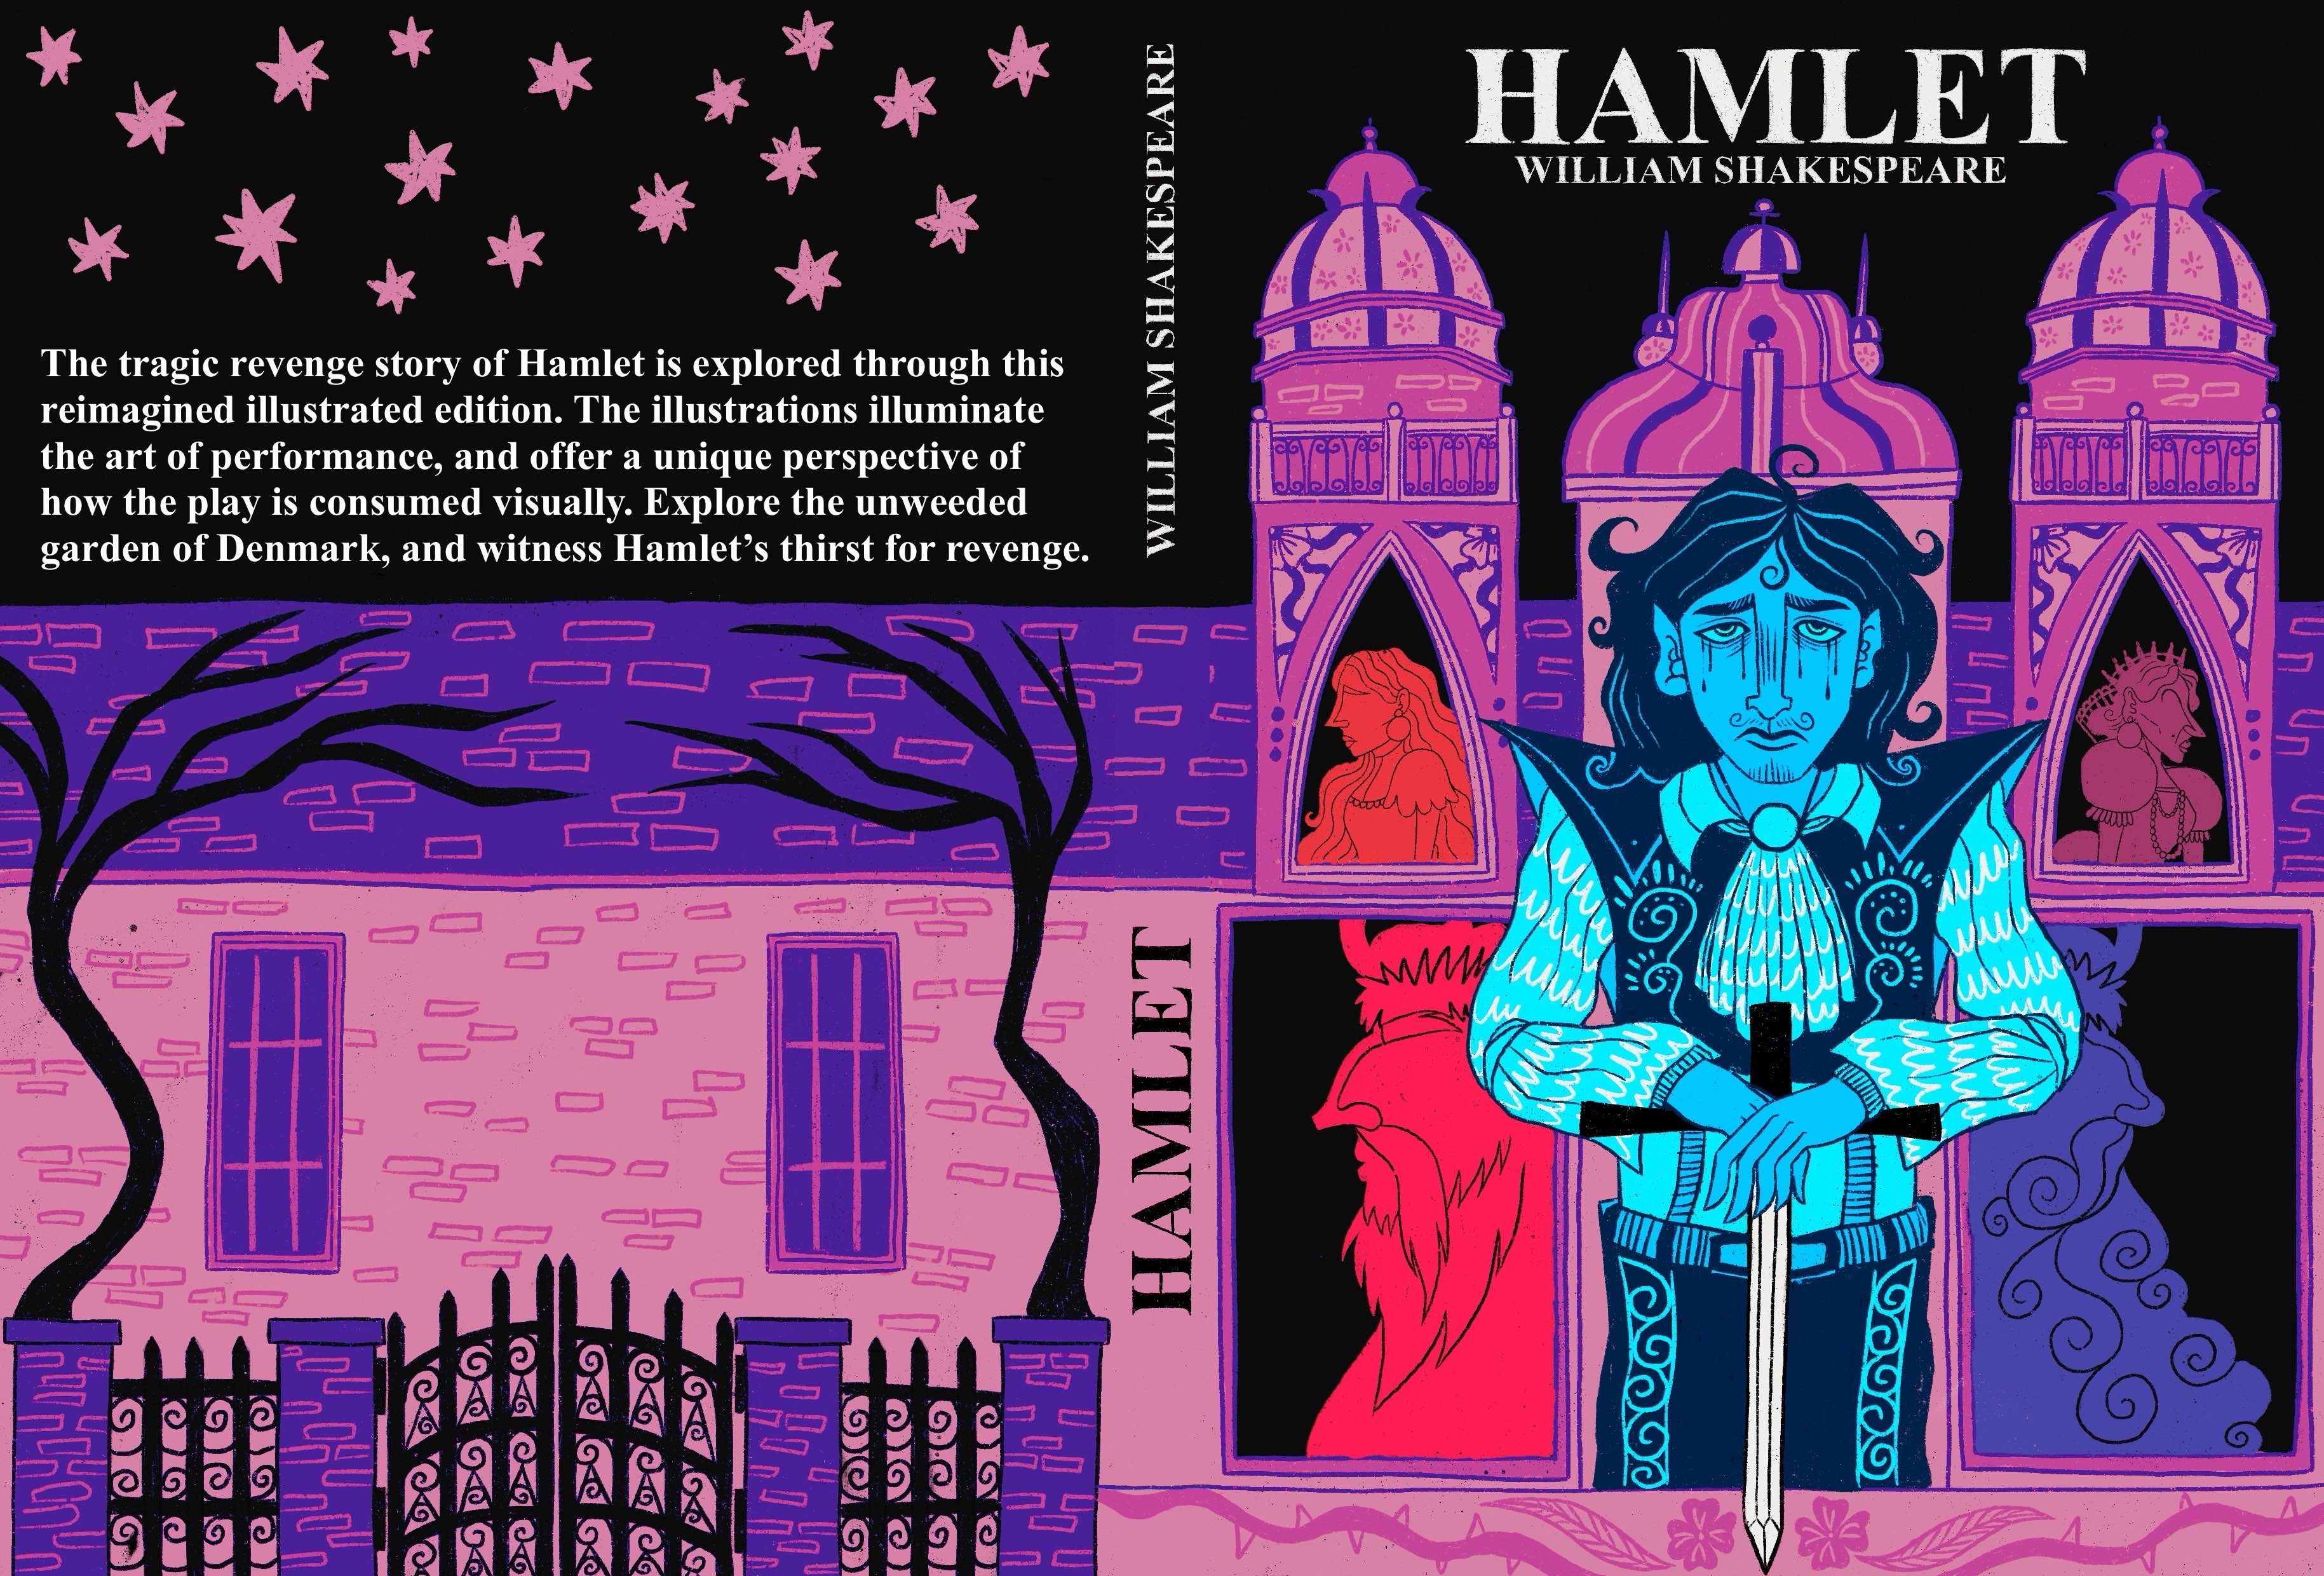 The tragic revenge story of Hamlet is explored through this
reimagined illustrated edition. The illustrations illuminate
the art of performance, and offer a unique perspective of
how the play is consumed visually. Explore the unweeded
garden of Denmark, and witness Hamlet’s thirst for revenge.
WILLIAM SHAKESPEARE
HAMLET
HAMLET
WILLIAM SHAKESPEARE